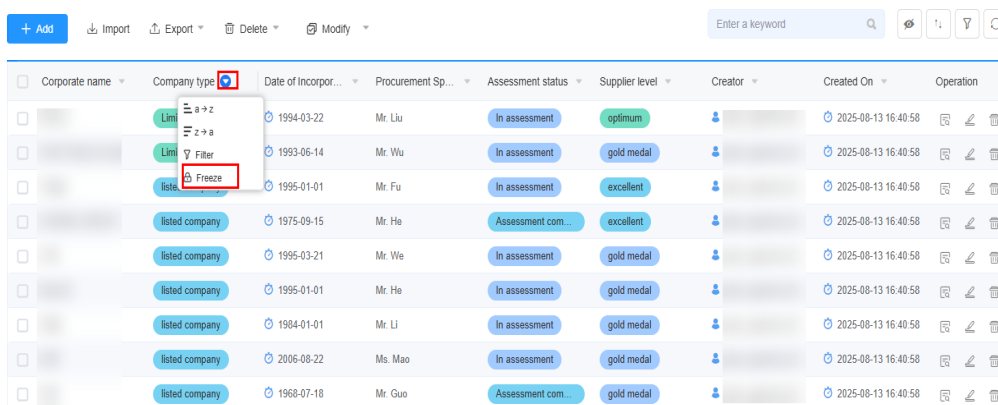 + Add Import Export Delete Modify Enter a keyword
Corporate name Company type Date of Incorpor... Procurement Sp... Assessment status Supplier level Creator Created On Operation
a→z
Limi 1994-03-22 Mr. Liu In assessment optimum 2025-08-13 16:40:58
z→a
Limi Filter 1993-06-14 Mr. Wu In assessment gold medal 2025-08-13 16:40:58
Freeze
1995-01-01 Mr. Fu In assessment excellent 2025-08-13 16:40:58
listed company 1975-09-15 Mr. He Assessment com... excellent 2025-08-13 16:40:58
listed company 1995-03-21 Mr. We In assessment gold medal 2025-08-13 16:40:58
listed company 1995-01-01 Mr. He In assessment gold medal 2025-08-13 16:40:58
listed company 1984-01-01 Mr. Li In assessment gold medal 2025-08-13 16:40:58
listed company 2006-08-22 Ms. Mao In assessment gold medal 2025-08-13 16:40:58
listed company 1968-07-18 Mr. Guo Assessment com... gold medal 2025-08-13 16:40:58